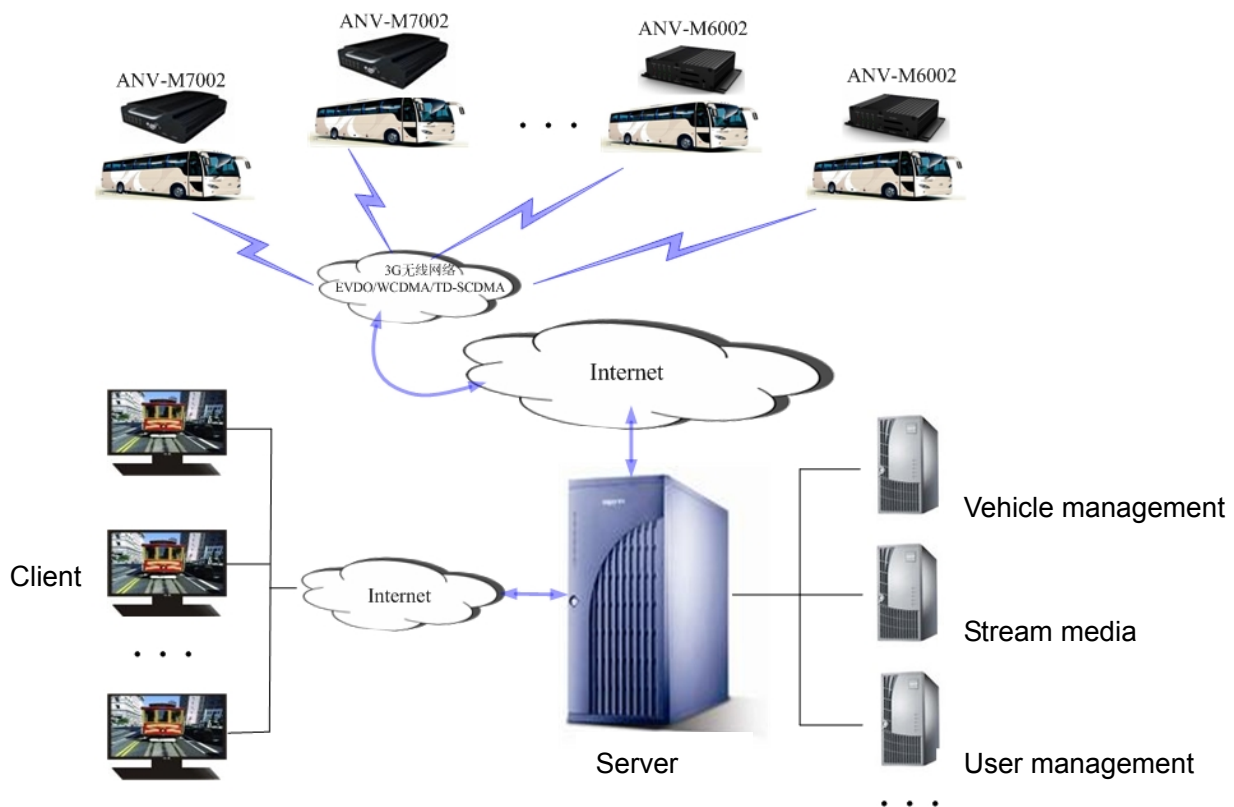 ANV-M7002
ANV-M6002
ANV-M7002
ANV-M6002
3G无线网络
EVDO/WCDMA/TD-SCDMA
Internet
Vehicle management
Client
Internet
Stream media
Server
User management